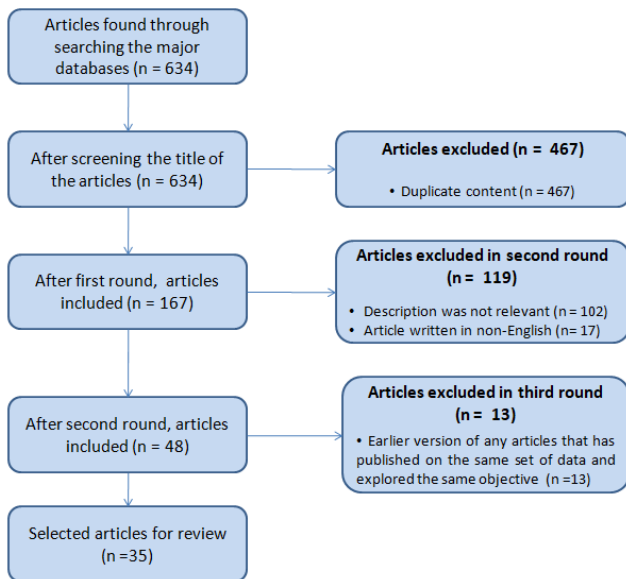 Articles found through
searching the major
databases (n = 634)
After screening the title of
the articles (n = 634)
Articles excluded (n = 467)
• Duplicate content (n = 467)
After first round, articles
included (n = 167)
Articles excluded in second round
(n = 119)
• Description was not relevant (n = 102)
• Article written in non-English (n= 17)
After second round, articles
included (n = 48)
Articles excluded in third round
(n = 13)
• Earlier version of any articles that has
published on the same set of data and
explored the same objective (n =13)
Selected articles for review
(n =35)